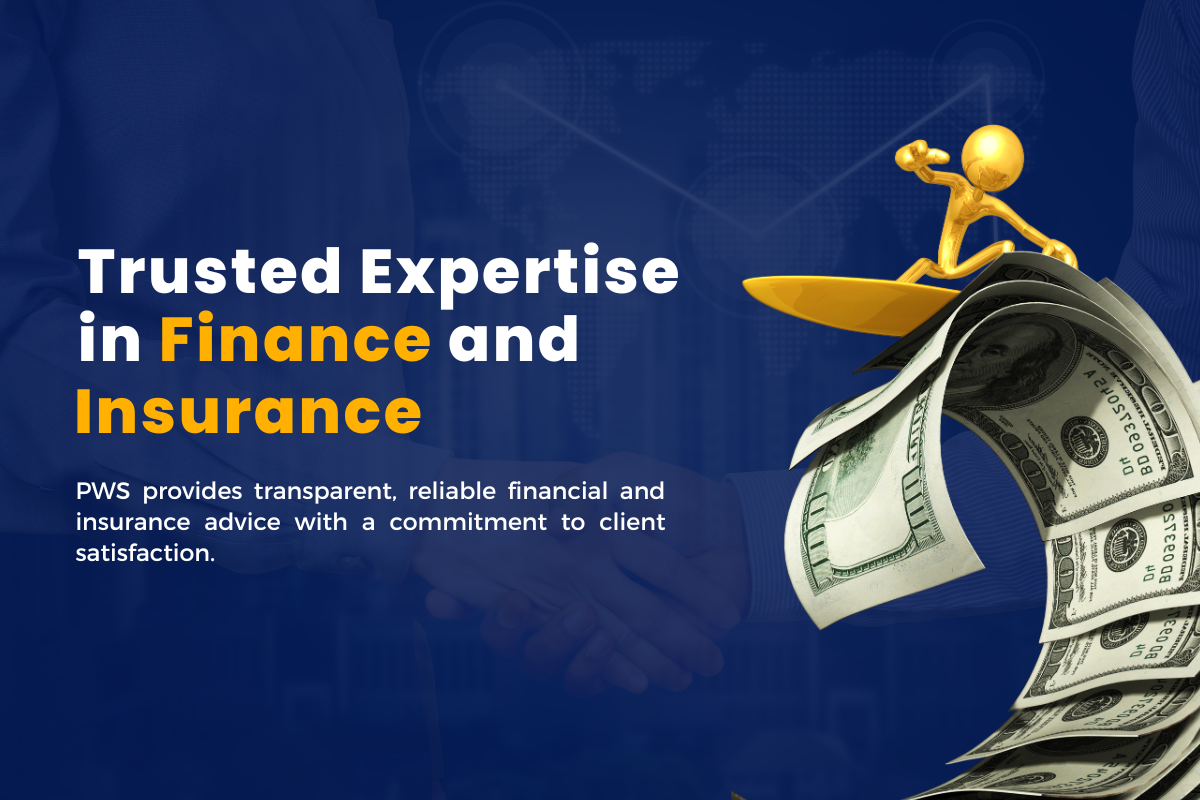 Trusted Expertise
in Finance and
Insurance
PWS provides transparent, reliable financial and
insurance advice with a commitment to client
satisfaction.